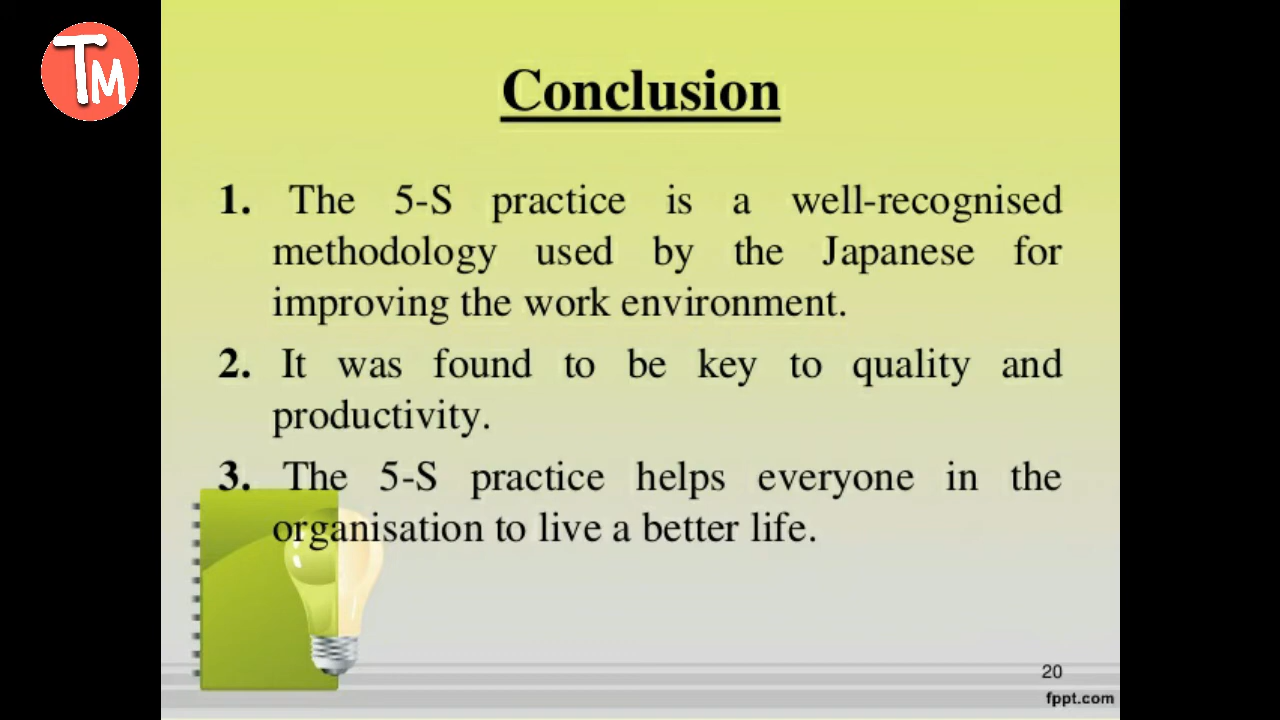 TM
Conclusion
1. The 5-S practice is a well-recognised
methodology used by the Japanese for
improving the work environment.
2. It was found to be key to quality and
productivity.
3. The 5-S practice helps everyone in the
organisation to live a better life.
20
fppt.com